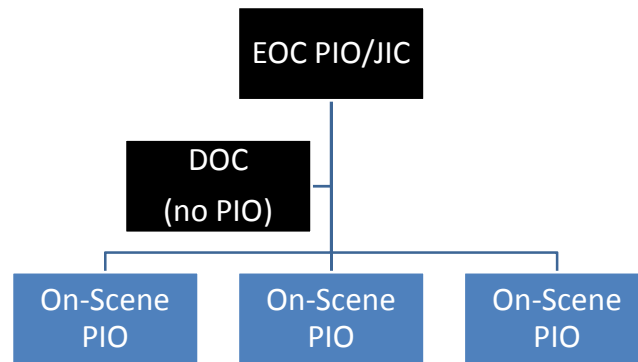 EOC PIO/JIC
DOC
(no PIO)
On-Scene
PIO
On-Scene
PIO
On-Scene
PIO